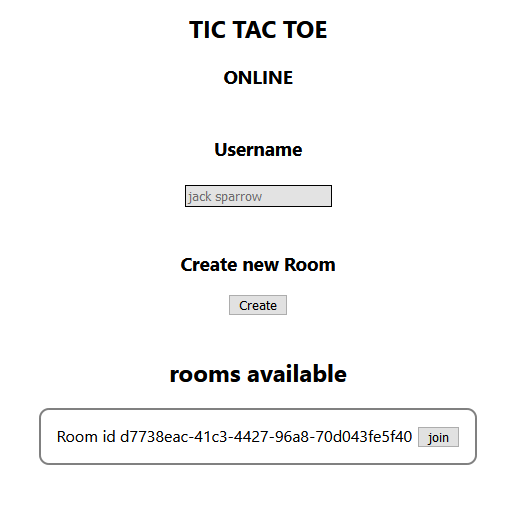 TIC TAC TOE
ONLINE
Username
jack sparrow
Create new Room
Create
rooms available
Room id d7738eac-41c3-4427-96a8-70d043fe5f40 join